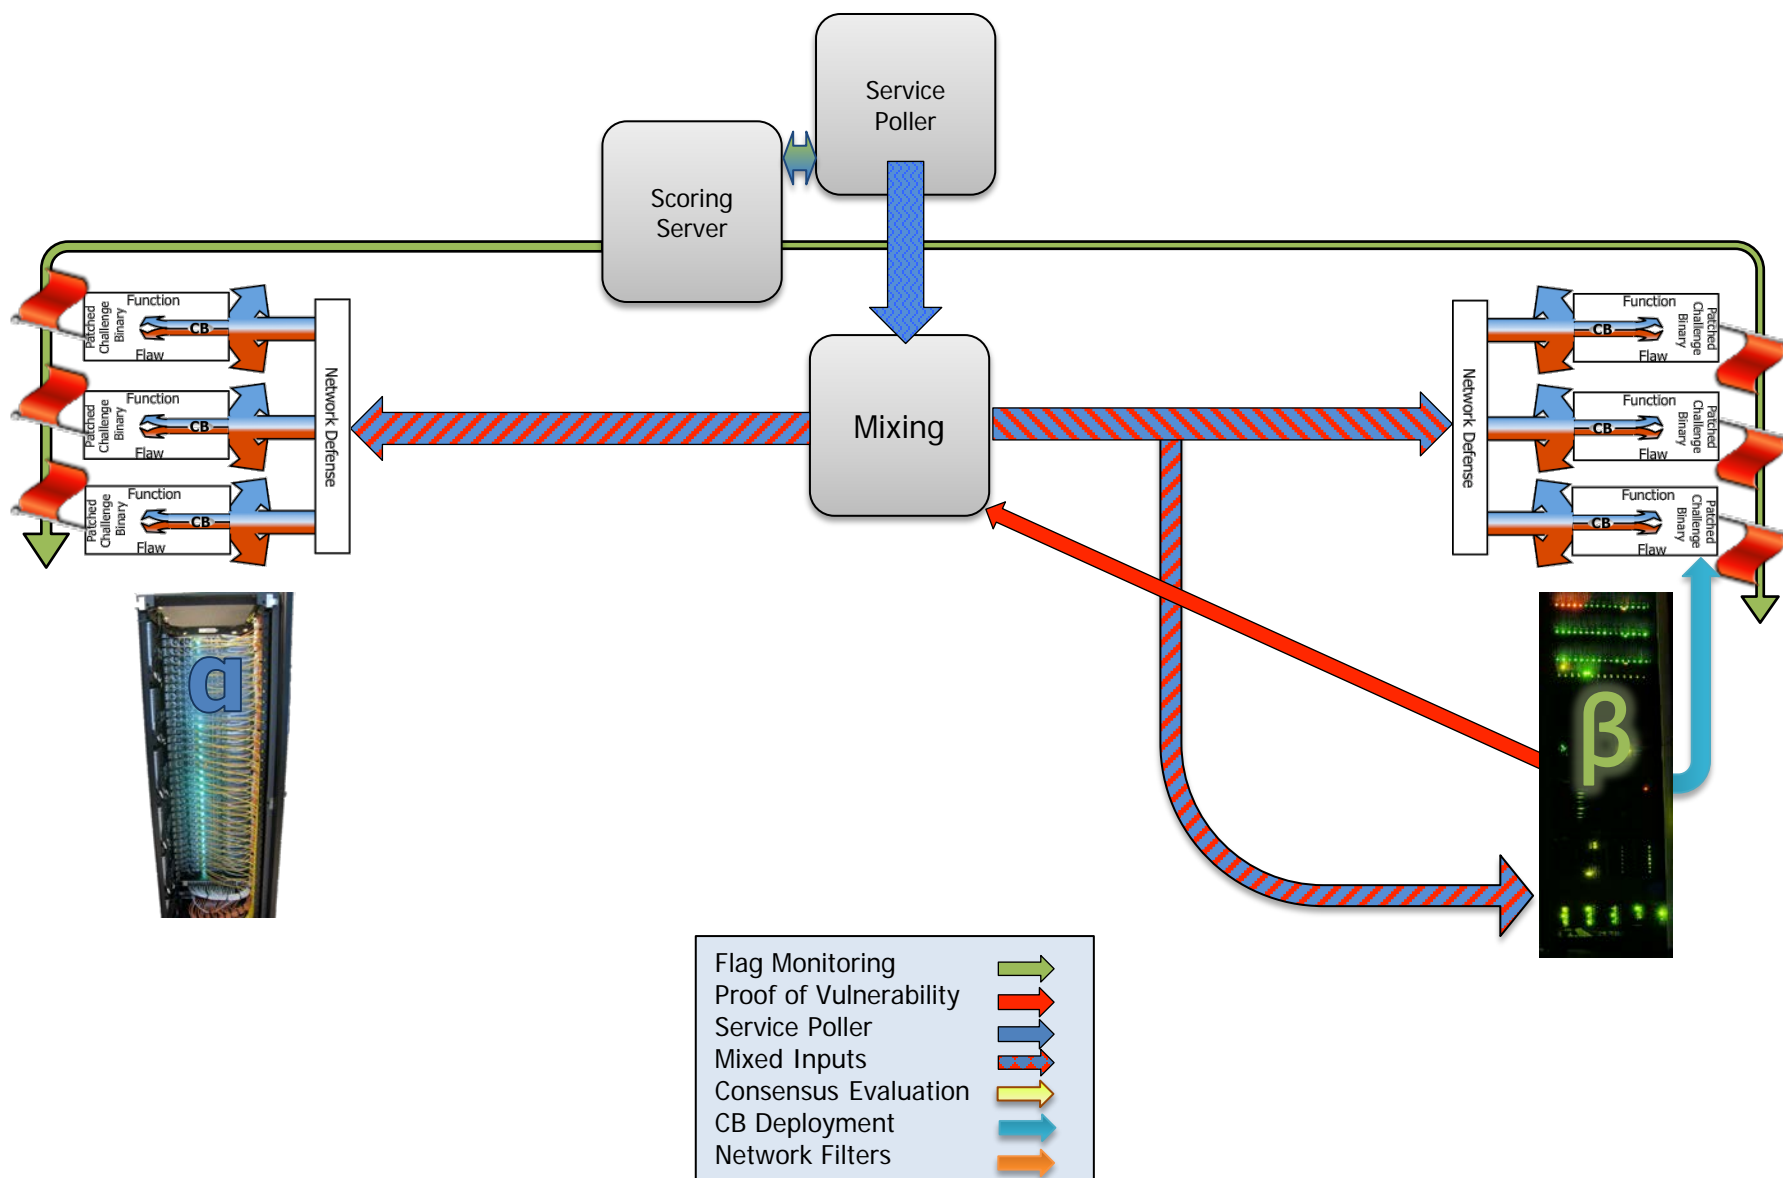 Service
Poller
Scoring
Server
Mixing
Patched
Challenge
Binary
Function
CB
Flaw
Patched
Challenge
Binary
Function
CB
Flaw
Patched
Challenge
Binary
Function
CB
Flaw
Network Defense
Network Defense
Function
CB
Flaw
Patched
Challenge
Binary
Function
CB
Flaw
Patched
Challenge
Binary
Function
CB
Flaw
Patched
Challenge
Binary
α
β
Flag Monitoring
Proof of Vulnerability
Service Poller
Mixed Inputs
Consensus Evaluation
CB Deployment
Network Filters